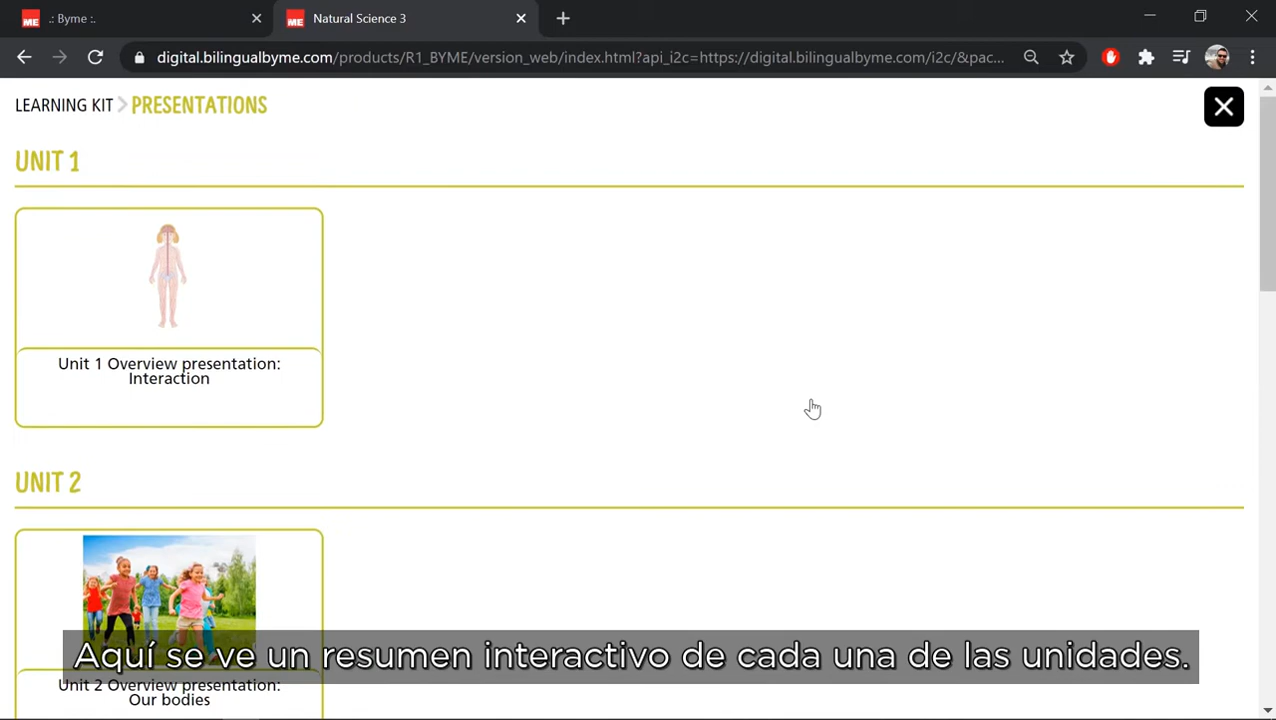 ME .: Byme :.
ME Natural Science 3
digital.bilingualbyme.com/products/R1_BYME/version_web/index.html?api_i2c=https://digital.bilingualbyme.com/i2c/&pac...
LEARNING KIT PRESENTATIONS
UNIT 1
Unit 1 Overview presentation:
Interaction
UNIT 2
Aquí se ve un resumen interactivo de cada una de las unidades.
Unit 2 Overview presentation:
Our bodies